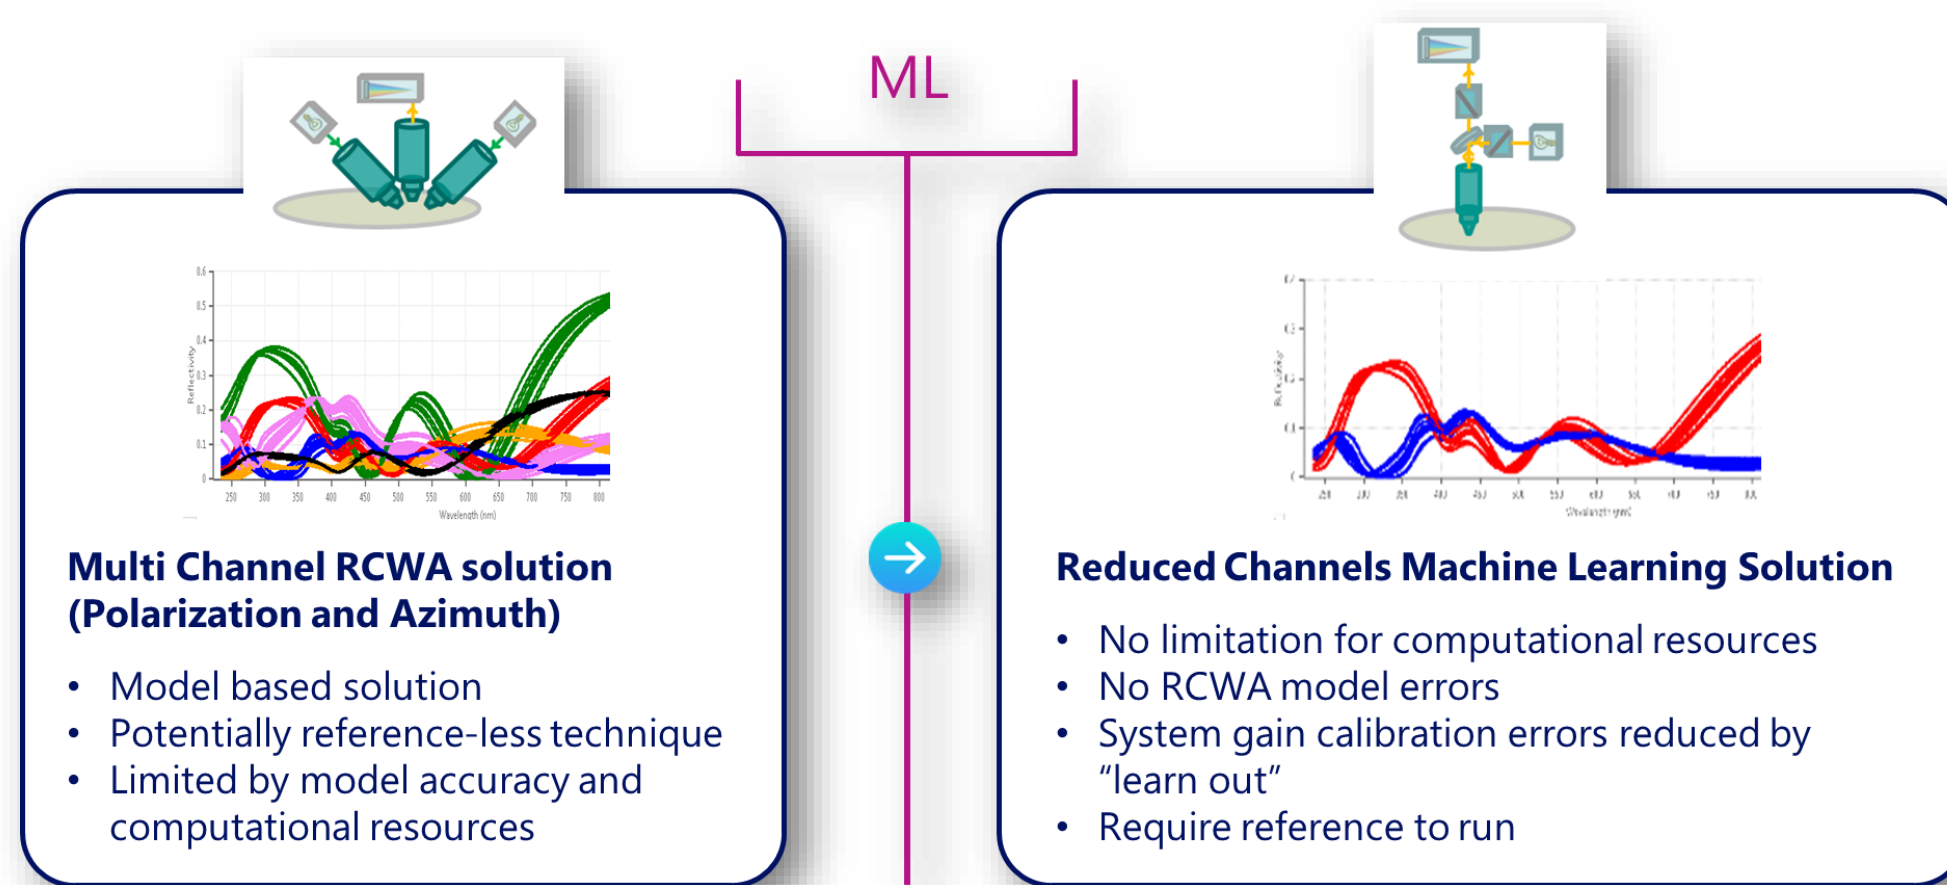 ML
0.6
0.5
0.4
0.3
0.2
0.1
0
Reflectivity
250 300 350 400 450 500 550 600 650 700 750 800
Wavelength (nm)
Multi Channel RCWA solution
(Polarization and Azimuth)
• Model based solution
• Potentially reference-less technique
• Limited by model accuracy and
computational resources
Reduced Channels Machine Learning Solution
• No limitation for computational resources
• No RCWA model errors
• System gain calibration errors reduced by
“learn out”
• Require reference to run